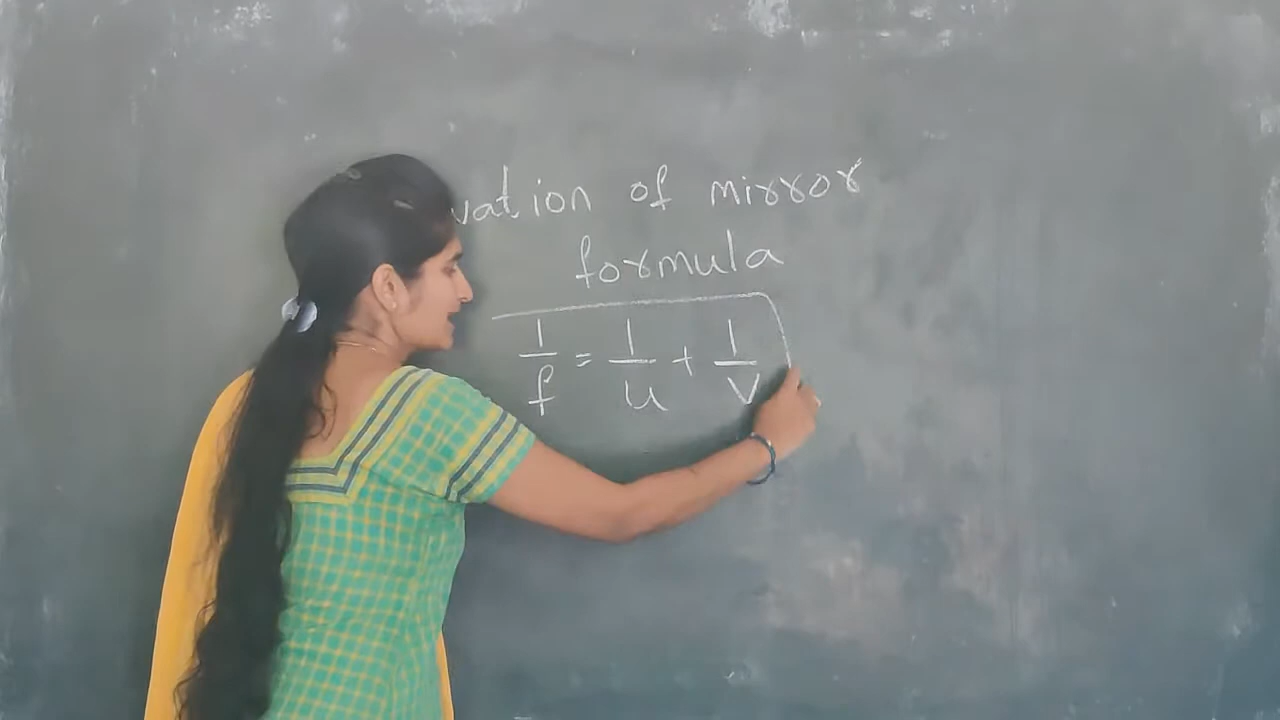 vation of mirror
formula
1/f = 1/u + 1/v